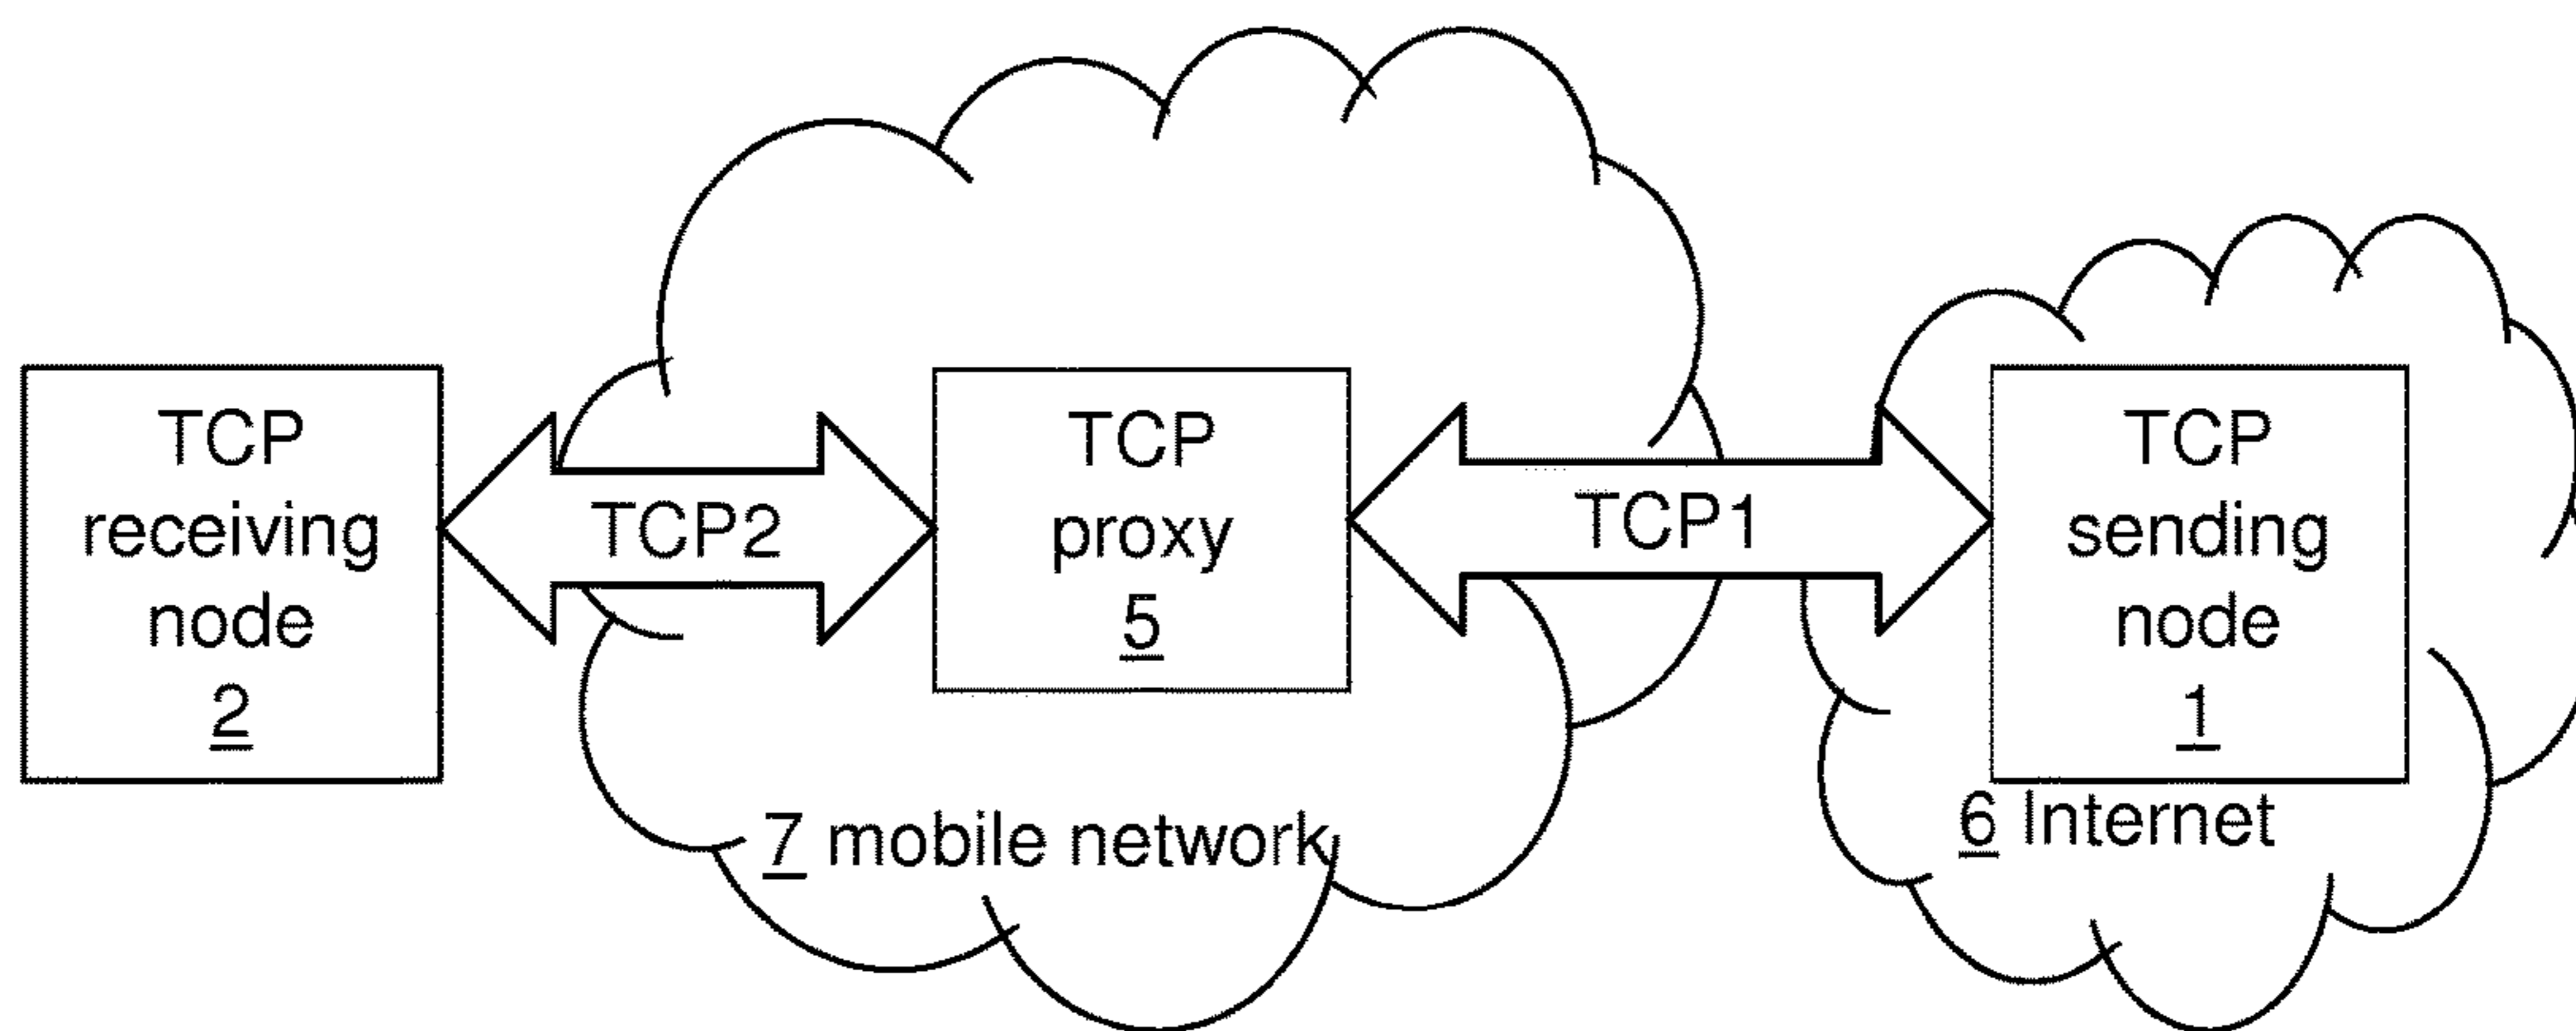 TCP
receiving
node
2
TCP2
TCP
proxy
5
TCP1
TCP
sending
node
1
7 mobile network
6 Internet